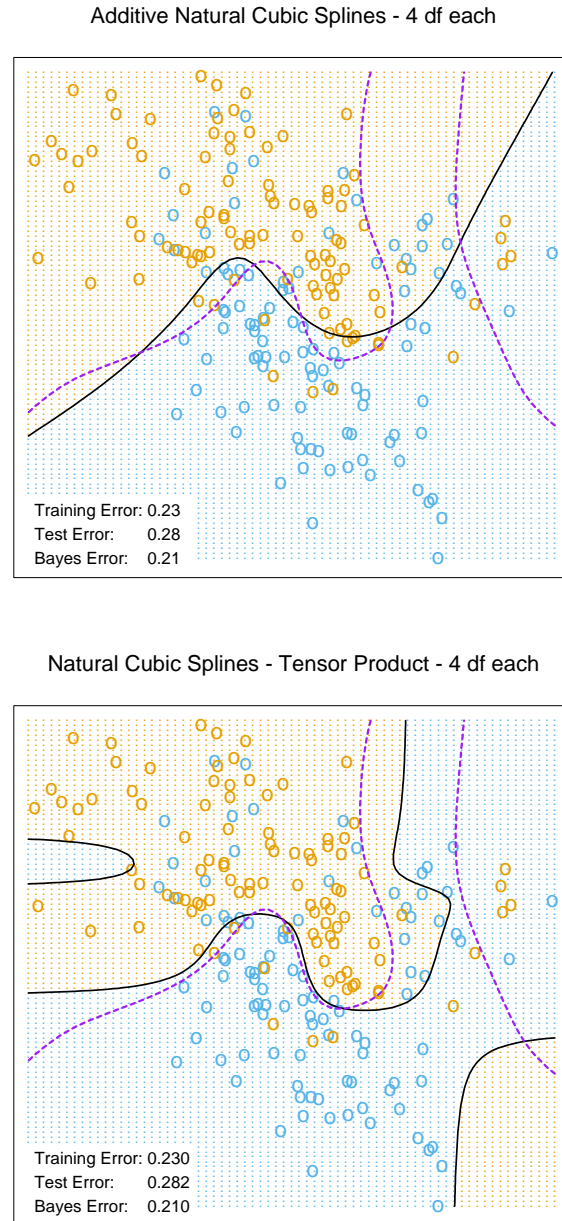 Additive Natural Cubic Splines - 4 df each
Training Error: 0.23
Test Error: 0.28
Bayes Error: 0.21
Natural Cubic Splines - Tensor Product - 4 df each
Training Error: 0.230
Test Error: 0.282
Bayes Error: 0.210